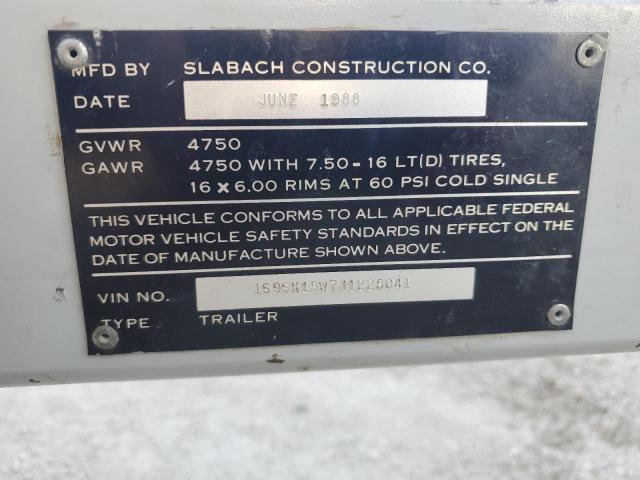 MFD BY SLABACH CONSTRUCTION CO.
DATE JUNE 1988
GVWR 4750
GAWR 4750 WITH 7.50-16 LT(D) TIRES,
16 X 6.00 RIMS AT 60 PSI COLD SINGLE
THIS VEHICLE CONFORMS TO ALL APPLICABLE FEDERAL
MOTOR VEHICLE SAFETY STANDARDS IN EFFECT ON THE
DATE OF MANUFACTURE SHOWN ABOVE.
VIN NO.
TYPE TRAILER